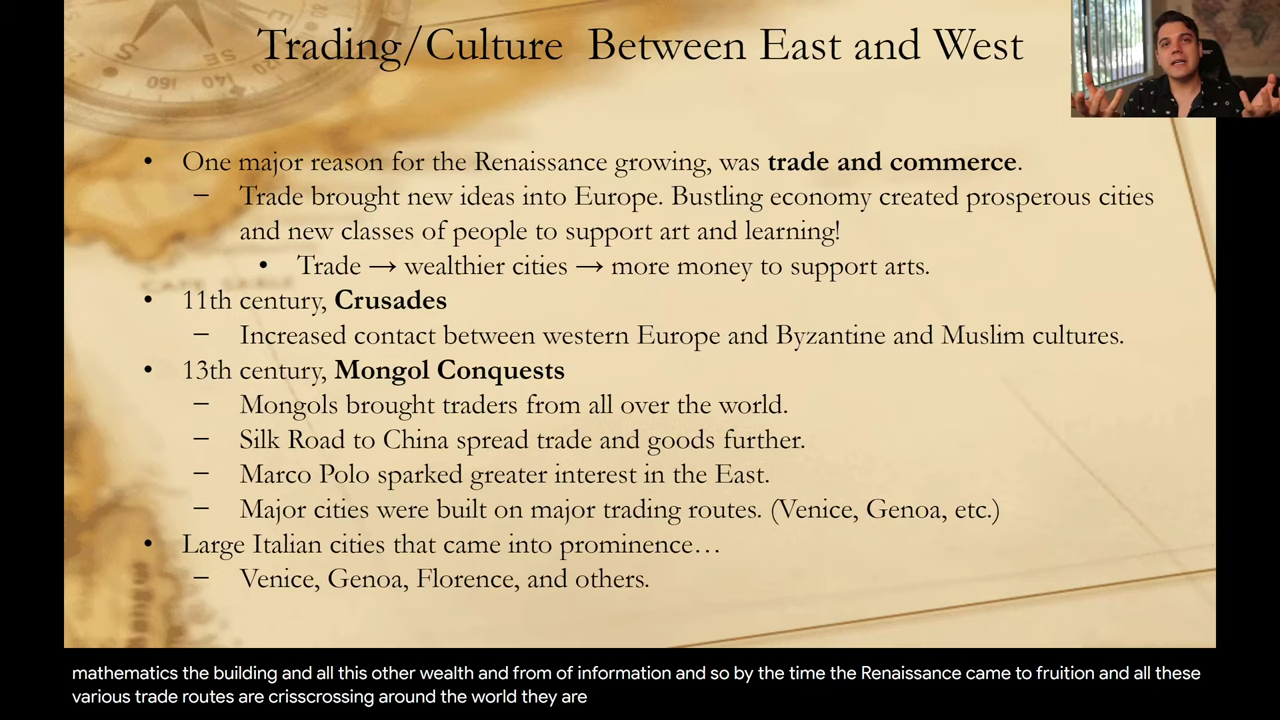 Trading/Culture Between East and West
• One major reason for the Renaissance growing, was trade and commerce.
– Trade brought new ideas into Europe. Bustling economy created prosperous cities
and new classes of people to support art and learning!
• Trade → wealthier cities → more money to support arts.
• 11th century, Crusades
– Increased contact between western Europe and Byzantine and Muslim cultures.
• 13th century, Mongol Conquests
– Mongols brought traders from all over the world.
– Silk Road to China spread trade and goods further.
– Marco Polo sparked greater interest in the East.
– Major cities were built on major trading routes. (Venice, Genoa, etc.)
• Large Italian cities that came into prominence…
– Venice, Genoa, Florence, and others.
mathematics the building and all this other wealth and from of information and so by the time the Renaissance came to fruition and all these
various trade routes are crisscrossing around the world they are